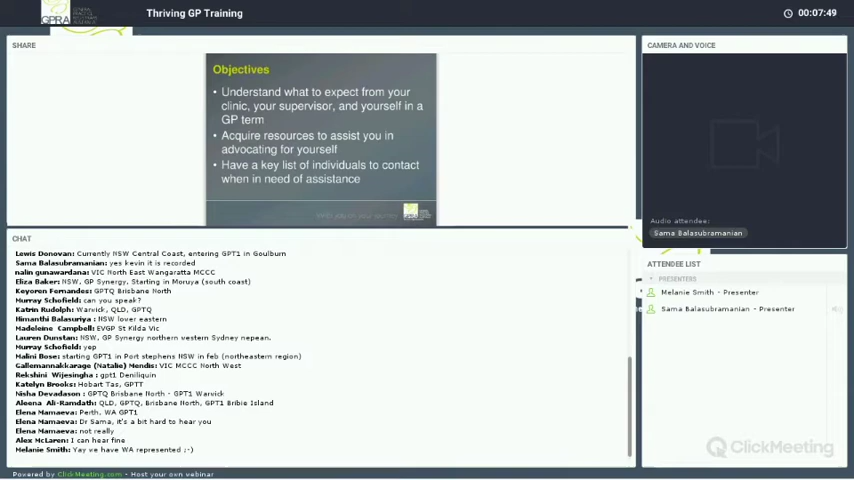 GPRA
Thriving GP Training
00:07:49
SHARE
Objectives
• Understand what to expect from your
clinic, your supervisor, and yourself in a
GP term
• Acquire resources to assist you in
advocating for yourself
• Have a key list of individuals to contact
when in need of assistance
CAMERA AND VOICE
Audio attendee:
Sama Balasubramanian
CHAT
Lewis Donovan: Currently NSW Central Coast, entering GPT1 in Goulburn
Sama Balasubramanian: yes kevin it is recorded
nalin gunawardana: VIC North East Wangaratta MCCC
Eliza Baker: NSW, GP Synergy, Starting in Moruya (south coast)
Keyoren Fernandes: GPTQ Brisbane North
Murray Schofield: can you speak?
Katrin Rudolph: Warwick, QLD, GPTQ
Nimanthi Balasuriya : NSW lover eastern
Madeleine Campbell: EVGP St Kilda Vic
Lauren Dunstan: NSW, GP Synergy northern western Sydney nepean.
Murray Schofield: yep
Malini Bose: starting GPT1 in Port stephens NSW in feb (northeastern region)
Gallemannakkarage (Natalie) Mendis: VIC MCCC North West
Rekshini Wijesingha: gpt1 Deniliquin
Katelyn Brooks: Hobart Tas, GPTT
Nisha Devadason: GPTQ Brisbane North - GPT1 Warwick
Aleena Ali-Ramdath: QLD, GPTQ, Brisbane North, GPT1 Bribie Island
Elena Mamaeva: Perth, WA GPT1
Elena Mamaeva: Dr Sama, it's a bit hard to hear you
Elena Mamaeva: not really
Alex McLaren: I can hear fine
Melanie Smith: Yay we have WA represented ;-)
ATTENDEE LIST
PRESENTERS
Melanie Smith - Presenter
Sama Balasubramanian - Presenter
ClickMeeting
Powered by ClickMeeting.com - Host your own webinar